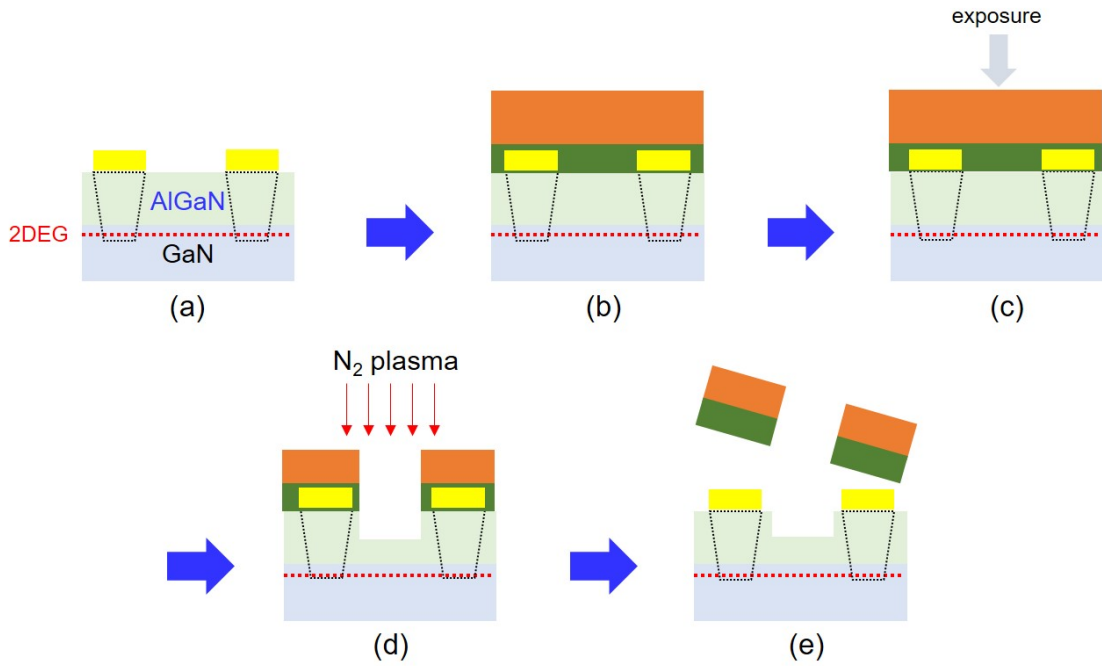 exposure
AlGaN
2DEG
GaN
(a)
(b)
(c)
N₂ plasma
(d)
(e)